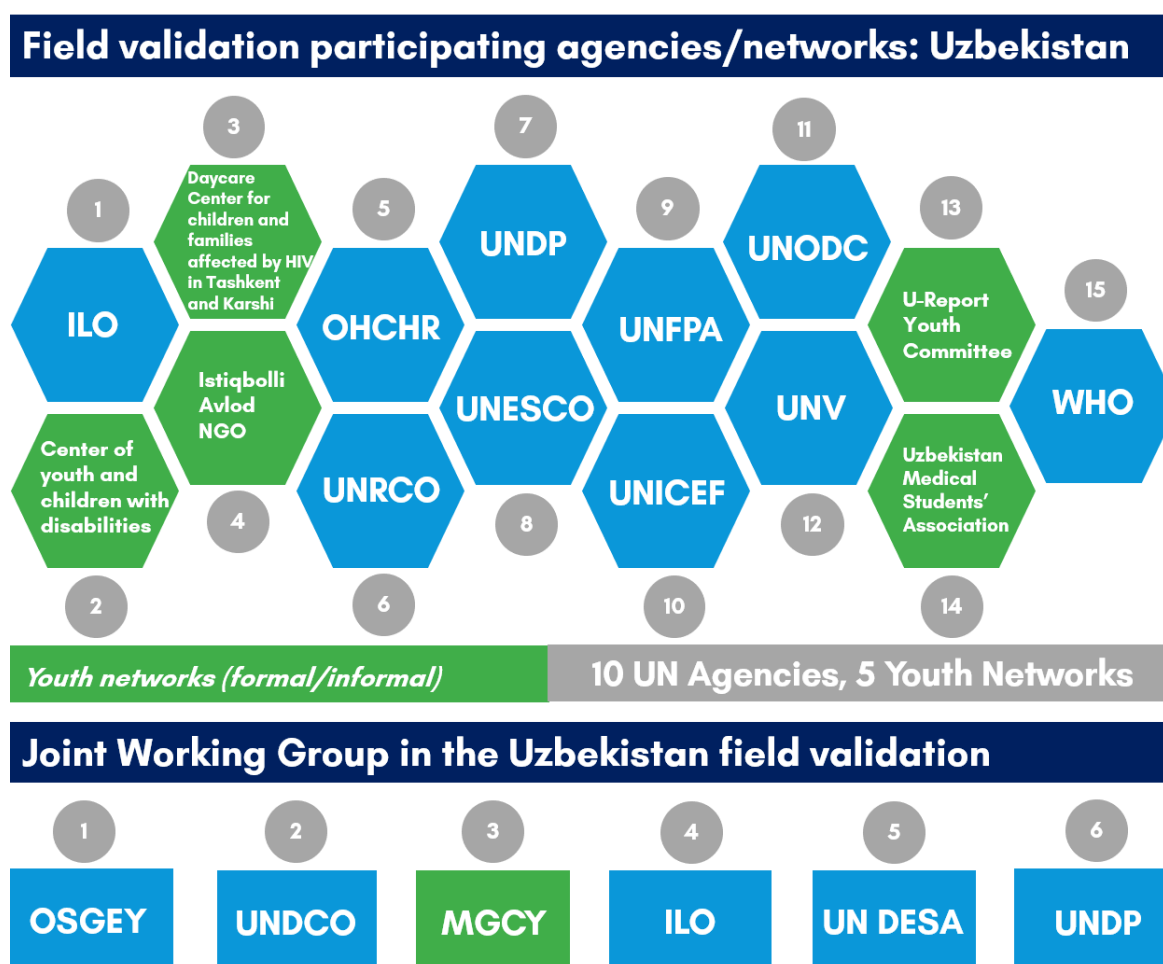 Field validation participating agencies/networks: Uzbekistan
1
ILO
2
Center of
youth and
children with
disabilities
3
Daycare
Center for
children and
families
affected by HIV
in Tashkent
and Karshi
4
Istiqbolli
Avlod
NGO
5
OHCHR
6
UNRCO
7
UNDP
8
UNESCO
9
UNFPA
10
UNICEF
11
UNODC
12
UNV
13
U-Report
Youth
Committee
14
Uzbekistan
Medical
Students’
Association
15
WHO
Youth networks (formal/informal)
10 UN Agencies, 5 Youth Networks
Joint Working Group in the Uzbekistan field validation
1
OSGEY
2
UNDCO
3
MGCY
4
ILO
5
UN DESA
6
UNDP